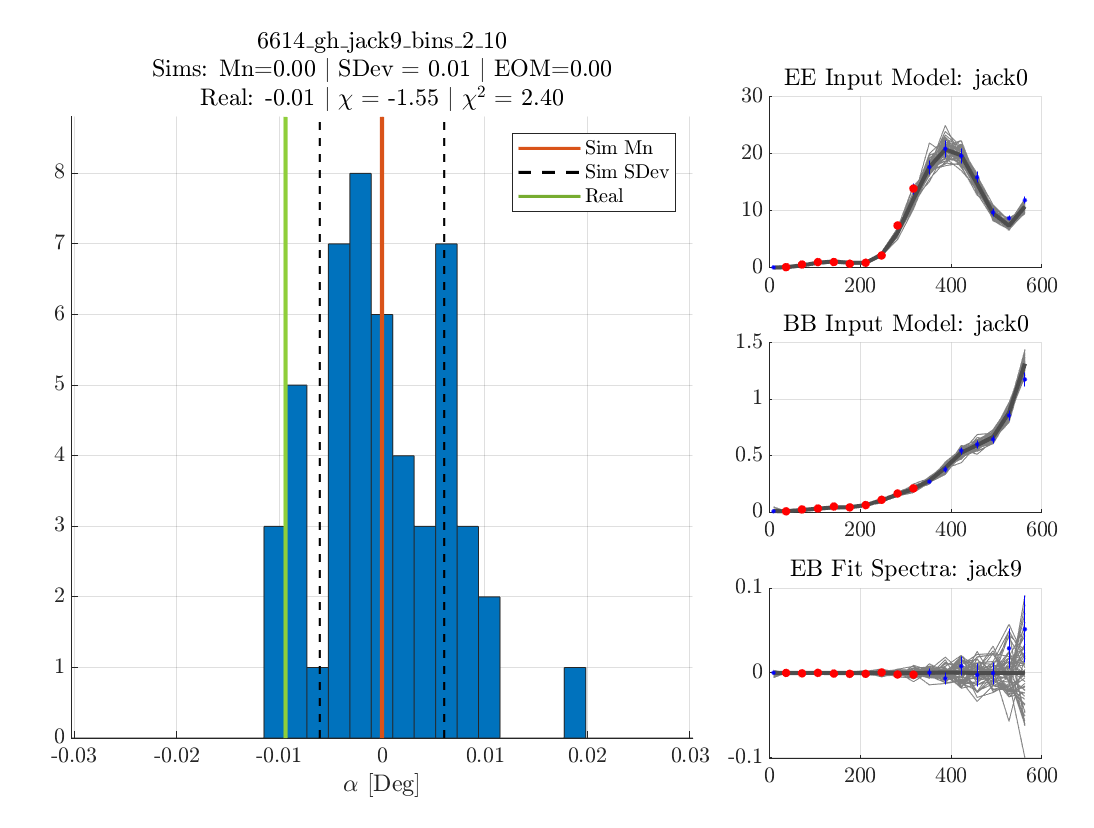 6614_gh_jack9_bins_2_10
Sims: Mn=0.00 | SDev = 0.01 | EOM=0.00
Real: -0.01 | χ = -1.55 | χ² = 2.40
Sim Mn
Sim SDev
Real
8
7
6
5
4
3
2
1
0
-0.03 -0.02 -0.01 0 0.01 0.02 0.03
α [Deg]
EE Input Model: jack0
30
20
10
0
0 200 400 600
BB Input Model: jack0
1.5
1
0.5
0
0 200 400 600
EB Fit Spectra: jack9
0.1
0
-0.1
0 200 400 600